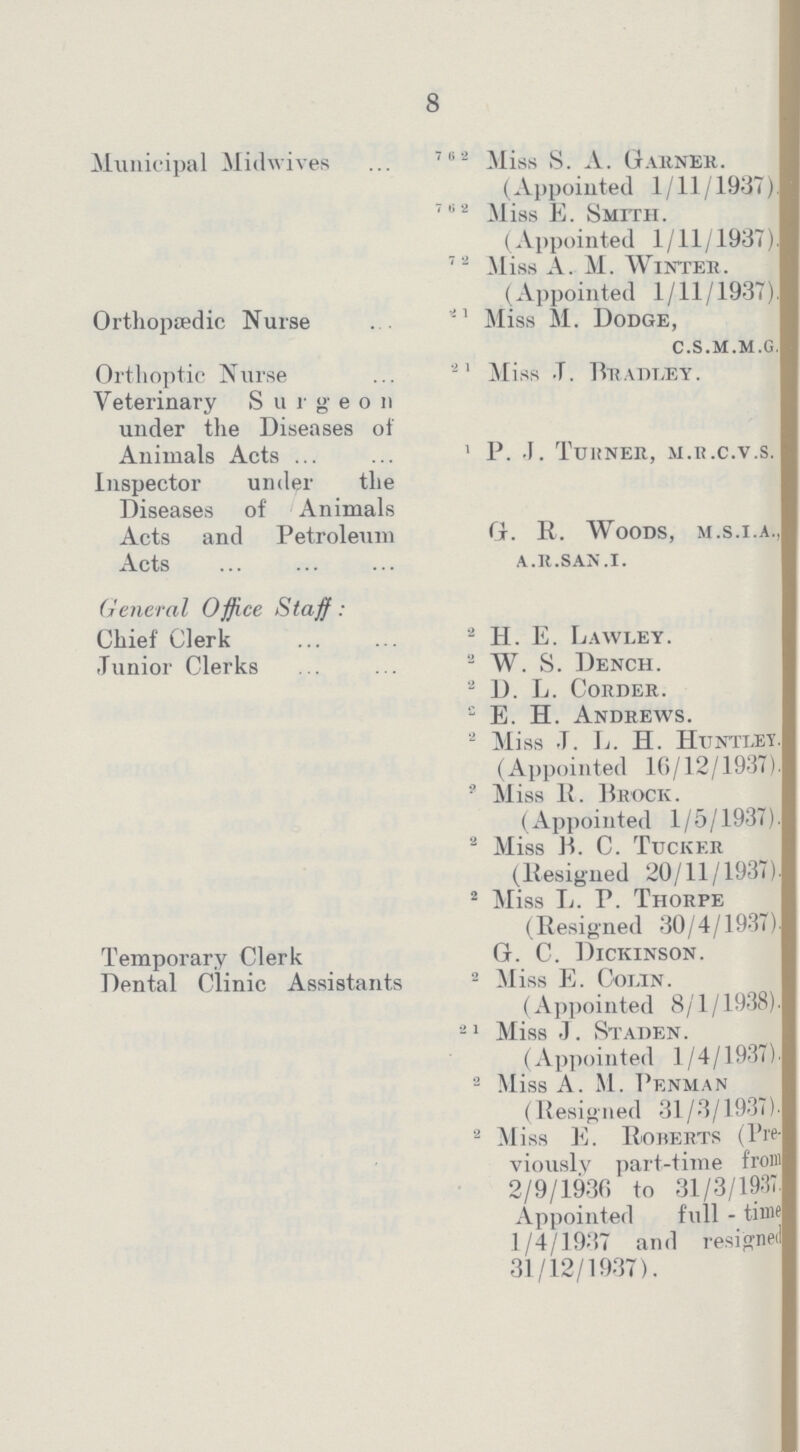 8
Municipal Midwives ... 7 6 2 Miss S. A. GARNER.
(Appointed 1/11/1937).
7 6 2 Miss E. SMITH.
(Appointed 1/11/1937).
7 2 Miss A. M. WINTER.
(Appointed 1/11/1937).
Orthopædic Nurse ... 2 1 Miss M. DODGE,
C.S.M.M.G.
Orthoptic Nurse ... 2 1 Miss J. BRADLEY.
Veterinary Surgeon
under the Diseases of
Animals Acts ... ... 1 P. J. TURNER, M.R.C.V.S.
Inspector under the
Diseases of Animals
Acts and Petroleum G. R. WOODS, M.S.I.A.,
Acts ... ... ... A.R.SAN.I.
General Office Staff :
Chief Clerk ... ... 2 H. E. LAWLEY.
Junior Clerks ... ... 2 W. S. DENCH.
2 D. L. CORDER.
2 E. H. ANDREWS.
2 Miss J. L. H. HUNTLEY.
(Appointed 16/12/1937).
2 Miss R. BROCK.
(Appointed 1/5/1937).
2 Miss B. C. TUCKER
(Resigned 20/11/1937).
2 Miss L. P. THORPE
(Resigned 30/4/1937).
Temporary Clerk G. C. DICKINSON.
Dental Clinic Assistants 2 Miss E. COLIN.
(Appointed 8/1/1938).
2 1 Miss J. STADEN.
(Appointed 1/4/1937).
2 Miss A. M. PENMAN
(Resigned 31/3/1937).
2 Miss E. ROBERTS (Pre-
viously part-time from
2/9/1936 to 31/3/1937.
Appointed full - time
1/4/1937 and resigned
31/12/1937).